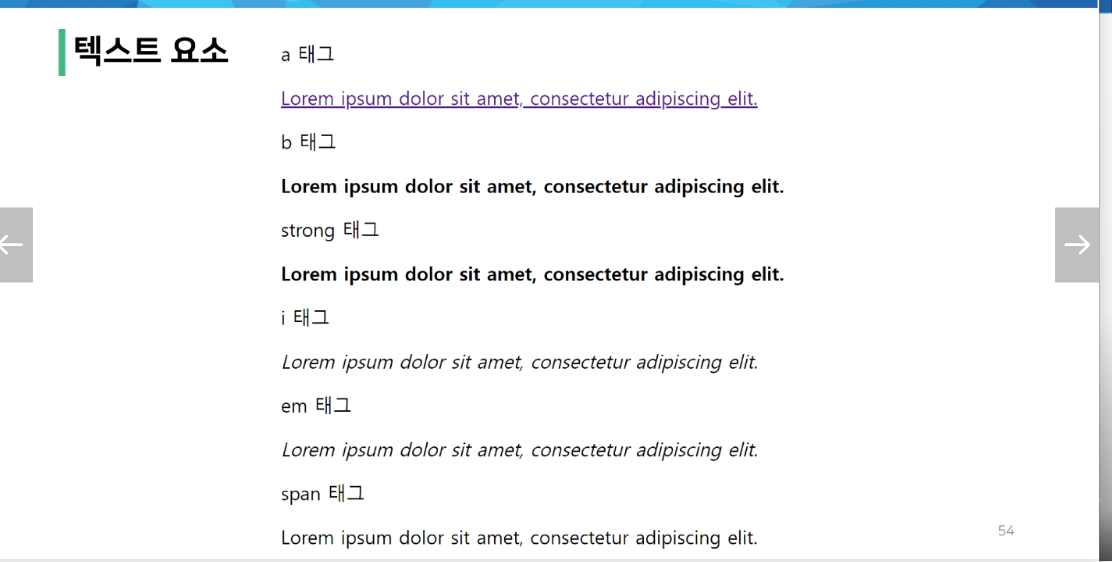 텍스트 요소
a 태그
Lorem ipsum dolor sit amet, consectetur adipiscing elit.
b 태그
Lorem ipsum dolor sit amet, consectetur adipiscing elit.
strong 태그
Lorem ipsum dolor sit amet, consectetur adipiscing elit.
i 태그
Lorem ipsum dolor sit amet, consectetur adipiscing elit.
em 태그
Lorem ipsum dolor sit amet, consectetur adipiscing elit.
span 태그
Lorem ipsum dolor sit amet, consectetur adipiscing elit.
54